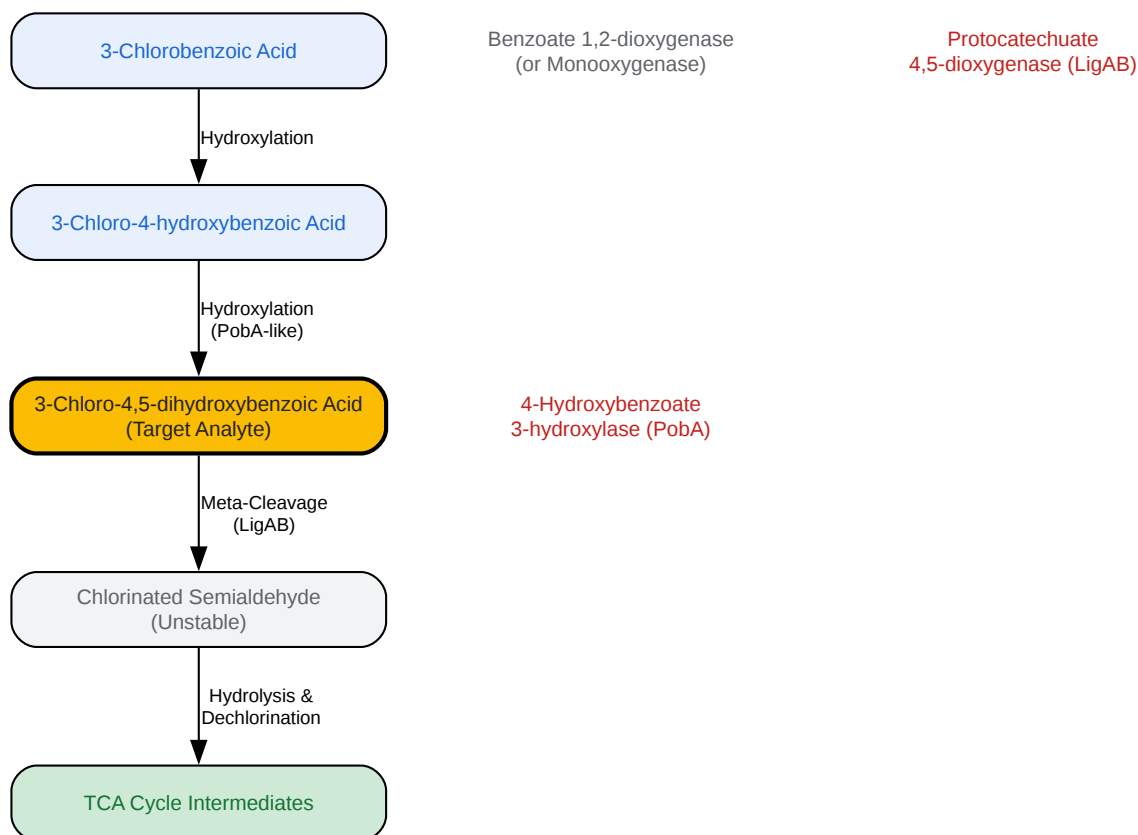 3-Chlorobenzoic Acid
Benzoate 1,2-dioxygenase
(or Monooxygenase)
Protocatechuate
4,5-dioxygenase (LigAB)
Hydroxylation
3-Chloro-4-hydroxybenzoic Acid
Hydroxylation
(PobA-like)
3-Chloro-4,5-dihydroxybenzoic Acid
(Target Analyte)
4-Hydroxybenzoate
3-hydroxylase (PobA)
Meta-Cleavage
(LigAB)
Chlorinated Semialdehyde
(Unstable)
Hydrolysis &
Dechlorination
TCA Cycle Intermediates